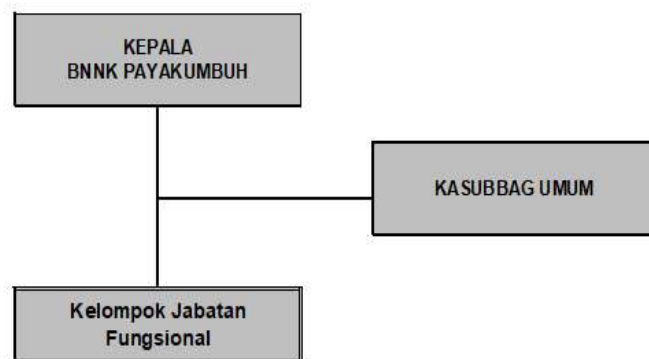 KEPALA
BNNK PAYAKUMBUH
KASUBBAG UMUM
Kelompok Jabatan
Fungsional